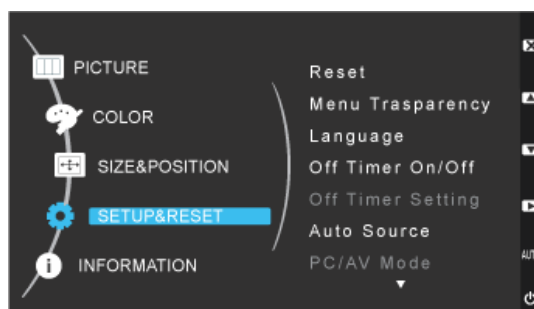 PICTURE
COLOR
SIZE&POSITION
SETUP&RESET
INFORMATION
Reset
Menu Trasparency
Language
Off Timer On/Off
Off Timer Setting
Auto Source
PC/AV Mode